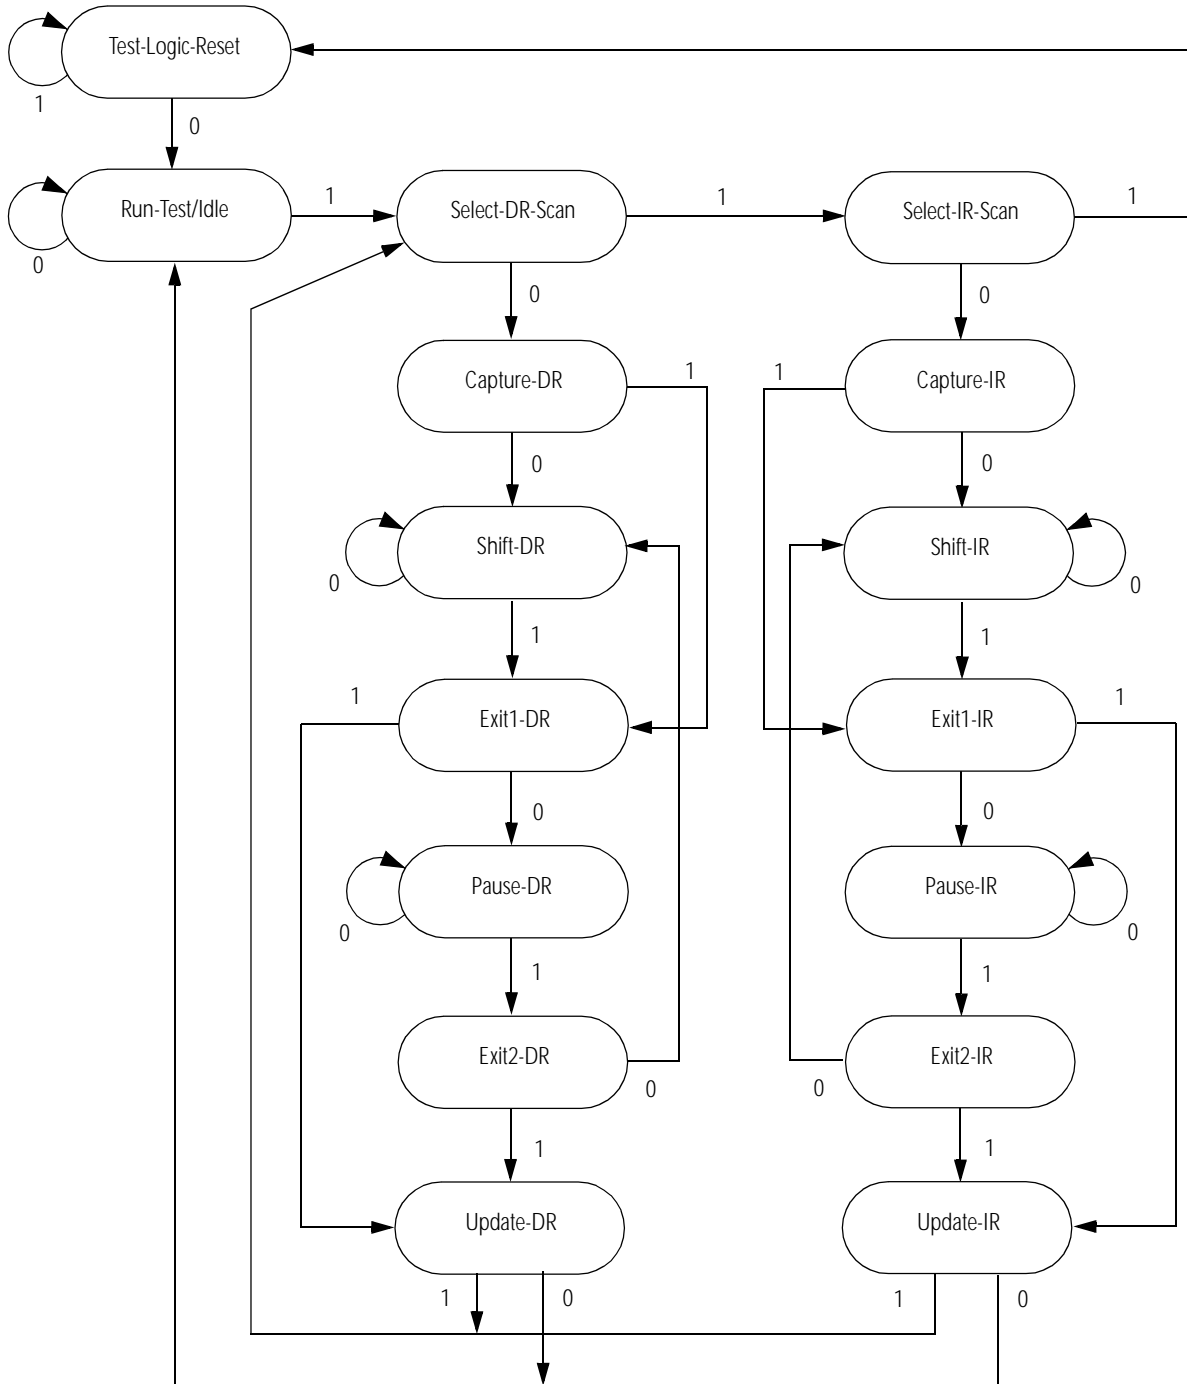 Test-Logic-Reset
1
0
Run-Test/Idle
1
Select-DR-Scan
1
Select-IR-Scan
1
0
0
0
Capture-DR
1
1
Capture-IR
0
0
Shift-DR
Shift-IR
0
0
1
1
1
Exit1-DR
Exit1-IR
1
0
0
Pause-DR
Pause-IR
0
0
1
1
Exit2-DR
Exit2-IR
0
0
1
1
Update-DR
Update-IR
1
0
1
0